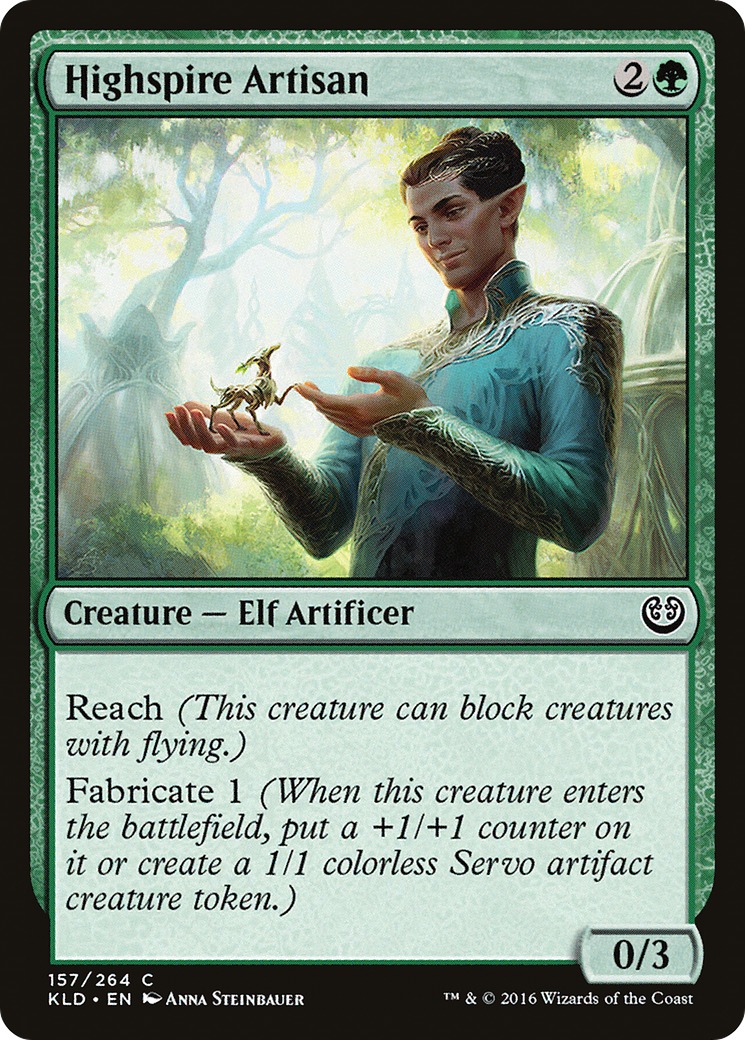 Highspire Artisan 2
Creature — Elf Artificer
Reach (This creature can block creatures
with flying.)
Fabricate 1 (When this creature enters
the battlefield, put a +1/+1 counter on
it or create a 1/1 colorless Servo artifact
creature token.)
0/3
157/264 C
KLD • EN Anna Steinbauer
™ & © 2016 Wizards of the Coast